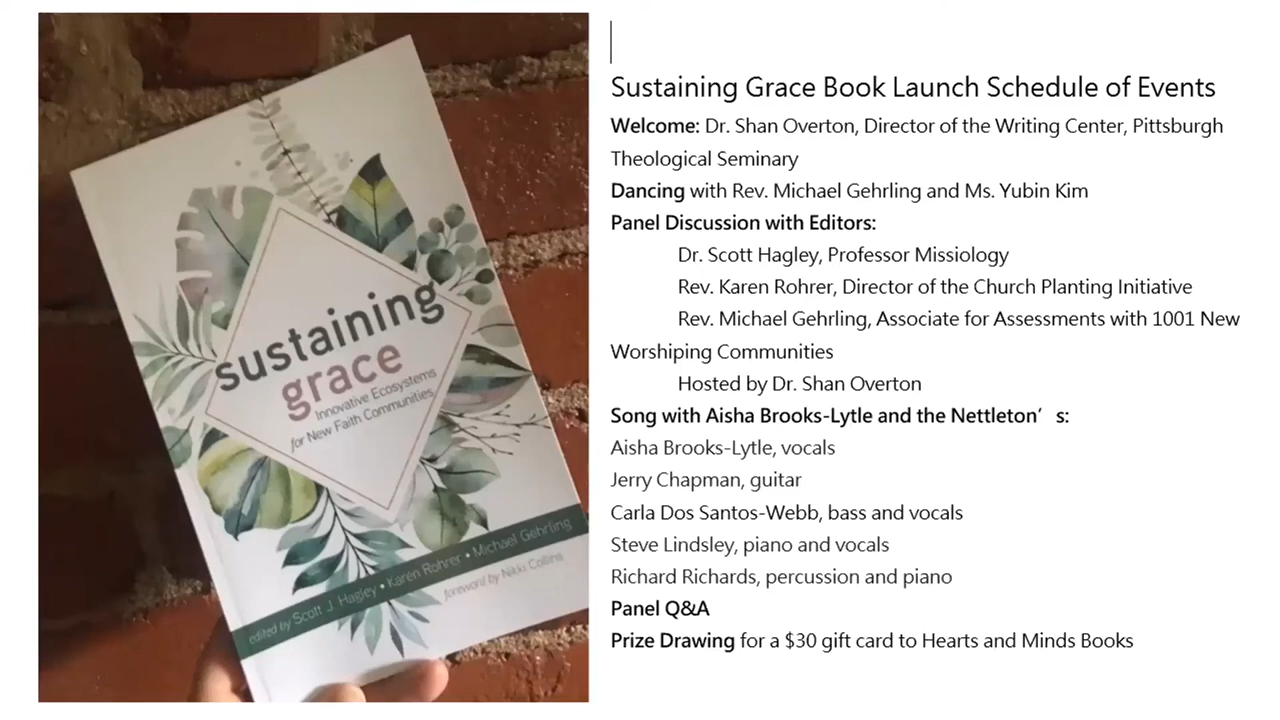 sustaining
grace
Innovative Ecosystems
for New Faith Communities
edited by Scott J. Hagley • Karen Rohrer • Michael Gehrling
foreword by Nikki Collins
Sustaining Grace Book Launch Schedule of Events
Welcome: Dr. Shan Overton, Director of the Writing Center, Pittsburgh
Theological Seminary
Dancing with Rev. Michael Gehrling and Ms. Yubin Kim
Panel Discussion with Editors:
Dr. Scott Hagley, Professor Missiology
Rev. Karen Rohrer, Director of the Church Planting Initiative
Rev. Michael Gehrling, Associate for Assessments with 1001 New
Worshiping Communities
Hosted by Dr. Shan Overton
Song with Aisha Brooks-Lytle and the Nettleton’s:
Aisha Brooks-Lytle, vocals
Jerry Chapman, guitar
Carla Dos Santos-Webb, bass and vocals
Steve Lindsley, piano and vocals
Richard Richards, percussion and piano
Panel Q&A
Prize Drawing for a $30 gift card to Hearts and Minds Books